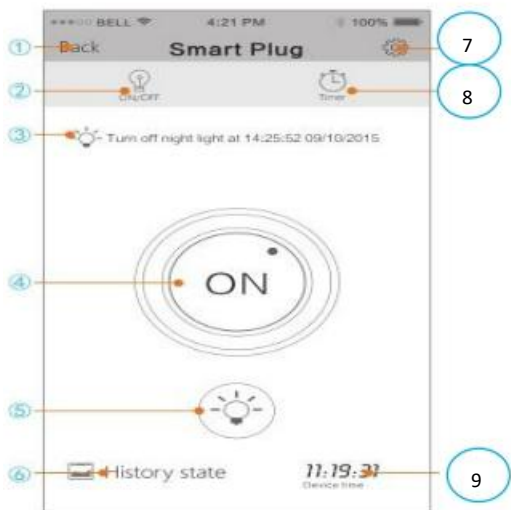 BELL 4:21 PM 100%
① Back Smart Plug 7
② ON/OFF Timer 8
③ Turn off night light at 14:25:52 09/10/2015
④ ON
⑤
⑥ History state 11:19:31 9
Device time